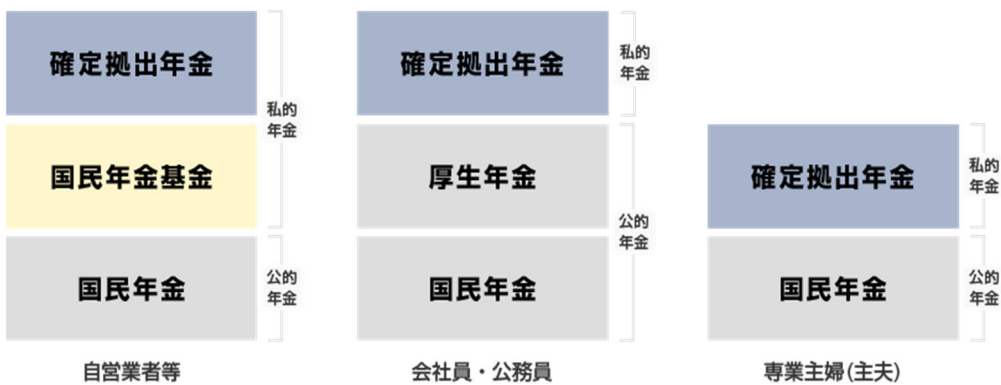 確定拠出年金
国民年金基金
国民年金
私的
年金
公的
年金
自営業者等
確定拠出年金
厚生年金
国民年金
私的
年金
公的
年金
会社員・公務員
確定拠出年金
国民年金
私的
年金
公的
年金
専業主婦(主夫)